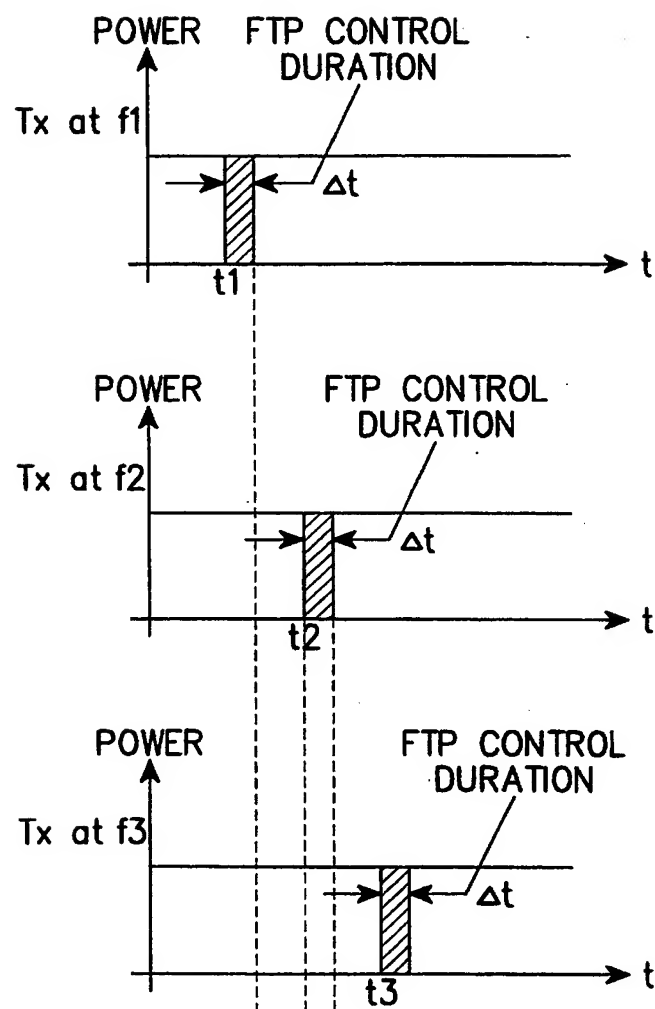 POWER FTP CONTROL
DURATION
Tx at f1
Δt
t1
t
POWER FTP CONTROL
DURATION
Tx at f2
Δt
t2
t
POWER FTP CONTROL
DURATION
Tx at f3
Δt
t3
t